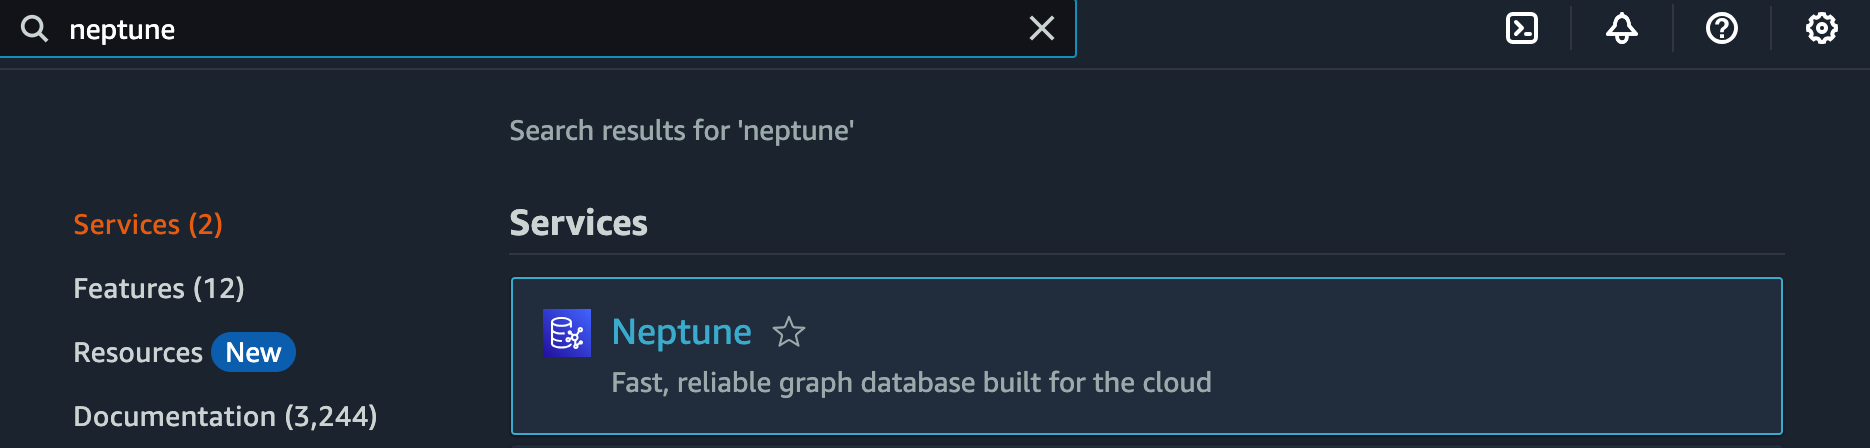 neptune
Search results for 'neptune'
Services (2)
Features (12)
Resources New
Documentation (3,244)
Services
Neptune
Fast, reliable graph database built for the cloud